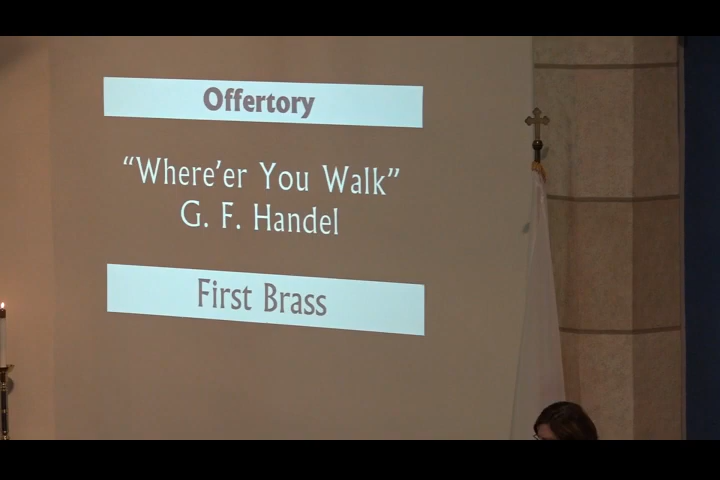 Offertory
“Where’er You Walk”
G. F. Handel
First Brass